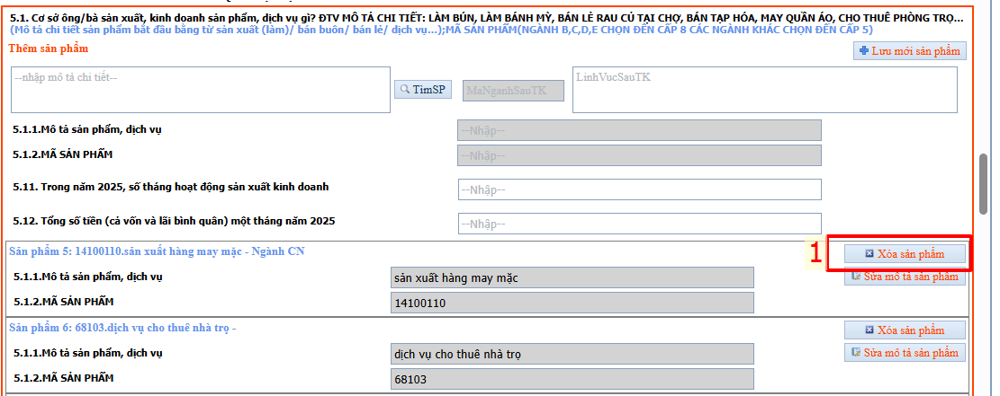 5.1. Cơ sở ông/bà sản xuất, kinh doanh sản phẩm, dịch vụ gì? ĐTV MÔ TẢ CHI TIẾT: LÀM BÚN, LÀM BÁNH MỲ, BÁN LẺ RAU CỦ TẠI CHỢ, BÁN TẠP HÓA, MAY QUẦN ÁO, CHO THUÊ PHÒNG TRỌ...
(Mô tả chi tiết sản phẩm bắt đầu bằng từ sản xuất (làm)/ bán buôn/ bán lẻ/ dịch vụ...);MÃ SẢN PHẨM(NGÀNH B,C,D,E CHỌN ĐẾN CẤP 8 CÁC NGÀNH KHÁC CHỌN ĐẾN CẤP 5)
Thêm sản phẩm
Lưu mới sản phẩm
--nhập mô tả chi tiết--
TìmSP
MaNganhSauTK
LinhVucSauTK
5.1.1.Mô tả sản phẩm, dịch vụ
--Nhập--
5.1.2.MÃ SẢN PHẨM
--Nhập--
5.11. Trong năm 2025, số tháng hoạt động sản xuất kinh doanh
--Nhập--
5.12. Tổng số tiền (cả vốn và lãi bình quân) một tháng năm 2025
--Nhập--
Sản phẩm 5: 14100110.sản xuất hàng may mặc - Ngành CN
1
Xóa sản phẩm
5.1.1.Mô tả sản phẩm, dịch vụ
sản xuất hàng may mặc
Sửa mô tả sản phẩm
5.1.2.MÃ SẢN PHẨM
14100110
Sản phẩm 6: 68103.dịch vụ cho thuê nhà trọ -
Xóa sản phẩm
5.1.1.Mô tả sản phẩm, dịch vụ
dịch vụ cho thuê nhà trọ
Sửa mô tả sản phẩm
5.1.2.MÃ SẢN PHẨM
68103